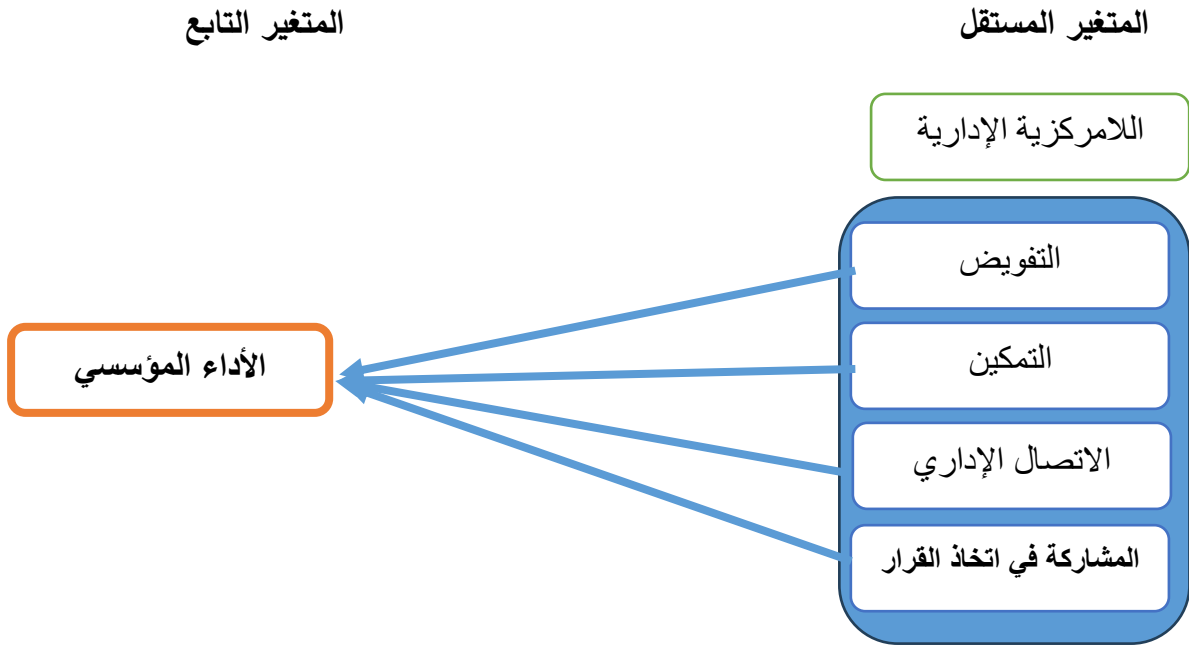 المتغير المستقل
المتغير التابع
اللامركزية الإدارية
التفويض
التمكين
الاتصال الإداري
المشاركة في اتخاذ القرار
الأداء المؤسسي